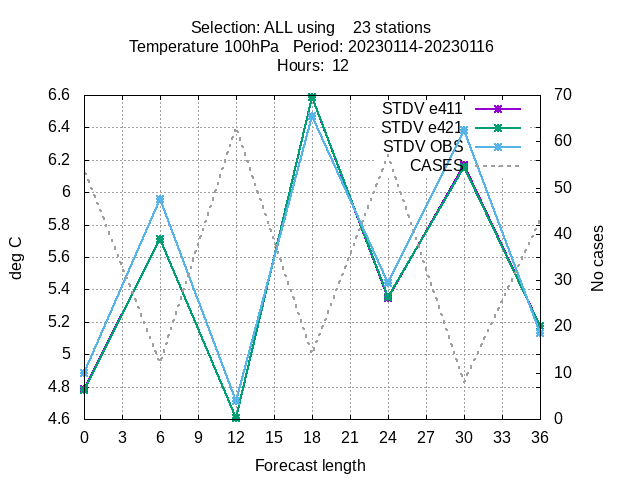 Selection: ALL using 23 stations
Temperature 100hPa Period: 20230114-20230116
Hours: 12
6.6
6.4
6.2
6
5.8
5.6
5.4
5.2
5
4.8
4.6
deg C
STDV e411
STDV e421
STDV OBS
CASES
70
60
50
40
30
20
10
0
No cases
0 3 6 9 12 15 18 21 24 27 30 33 36
Forecast length